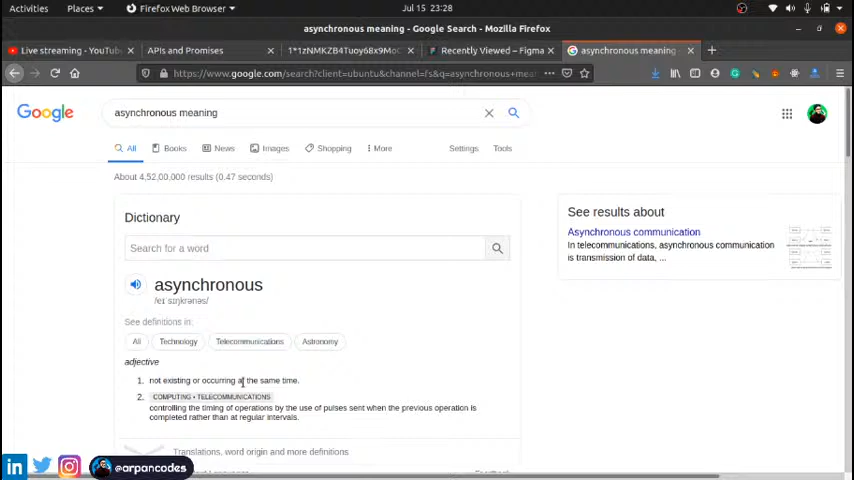 Activities Places Firefox Web Browser Jul 15 23:28
asynchronous meaning - Google Search - Mozilla Firefox
Live streaming - YouTub APIs and Promises 1*1zNMKZB4Tuoy68x9Mo Recently Viewed – Figma asynchronous meaning
https://www.google.com/search?client=ubuntu&channel=fs&q=asynchronous+mea
Google
asynchronous meaning
All Books News Images Shopping More Settings Tools
About 4,52,00,000 results (0.47 seconds)
Dictionary
Search for a word
asynchronous
/eɪˈsɪŋkrənəs/
See definitions in:
All Technology Telecommunications Astronomy
adjective
1. not existing or occurring at the same time.
2. COMPUTING • TELECOMMUNICATIONS
controlling the timing of operations by the use of pulses sent when the previous operation is
completed rather than at regular intervals.
Translations, word origin and more definitions
See results about
Asynchronous communication
In telecommunications, asynchronous communication
is transmission of data, ...
in @arpancodes